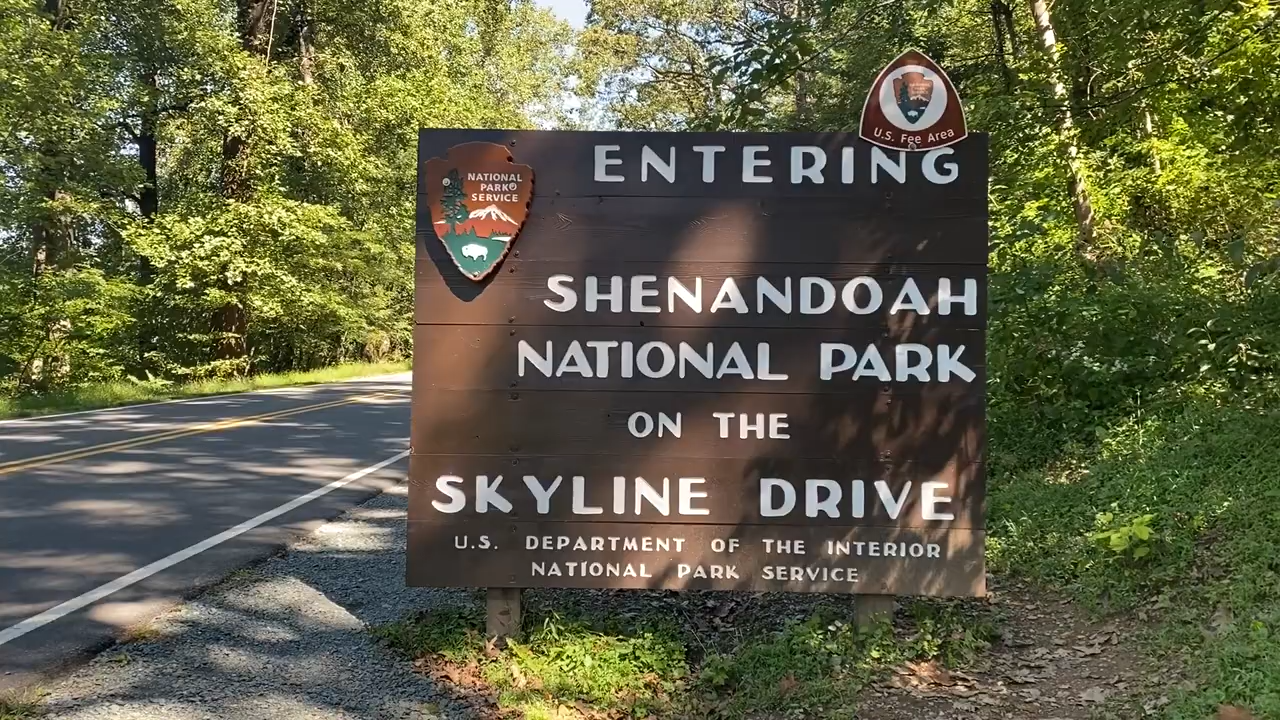 U.S. Fee Area
NATIONAL
PARK
SERVICE
ENTERING
SHENANDOAH
NATIONAL PARK
ON THE
SKYLINE DRIVE
U.S. DEPARTMENT OF THE INTERIOR
NATIONAL PARK SERVICE